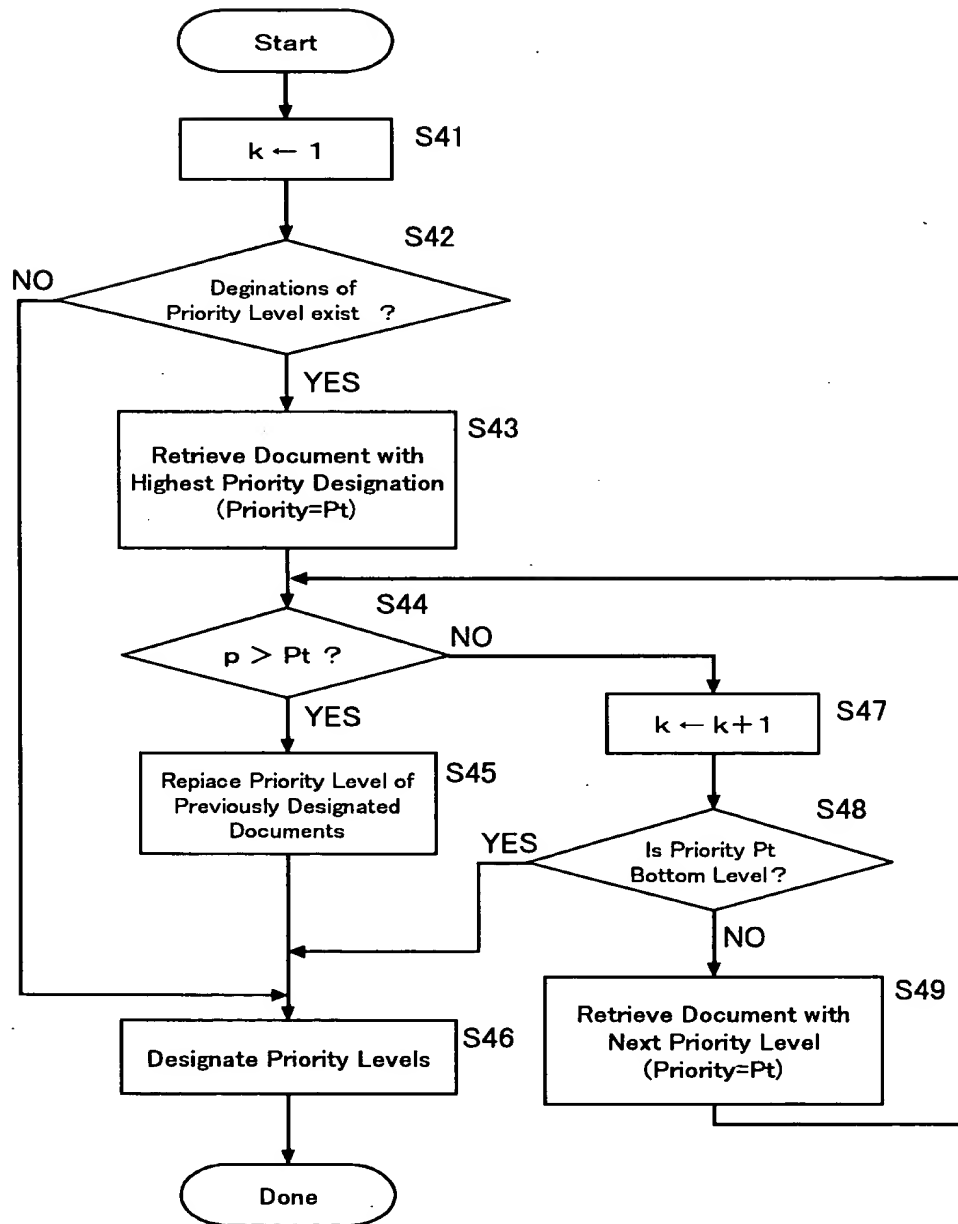 Start
k ← 1
S41
S42
NO
Deginations of
Priority Level exist ?
YES
S43
Retrieve Document with
Highest Priority Designation
(Priority=Pt)
S44
NO
p > Pt ?
YES
S47
k ← k+1
S45
Repiace Priority Level of
Previously Designated
Documents
S48
YES
Is Priority Pt
Bottom Level?
NO
S49
Retrieve Document with
Next Priority Level
(Priority=Pt)
S46
Designate Priority Levels
Done